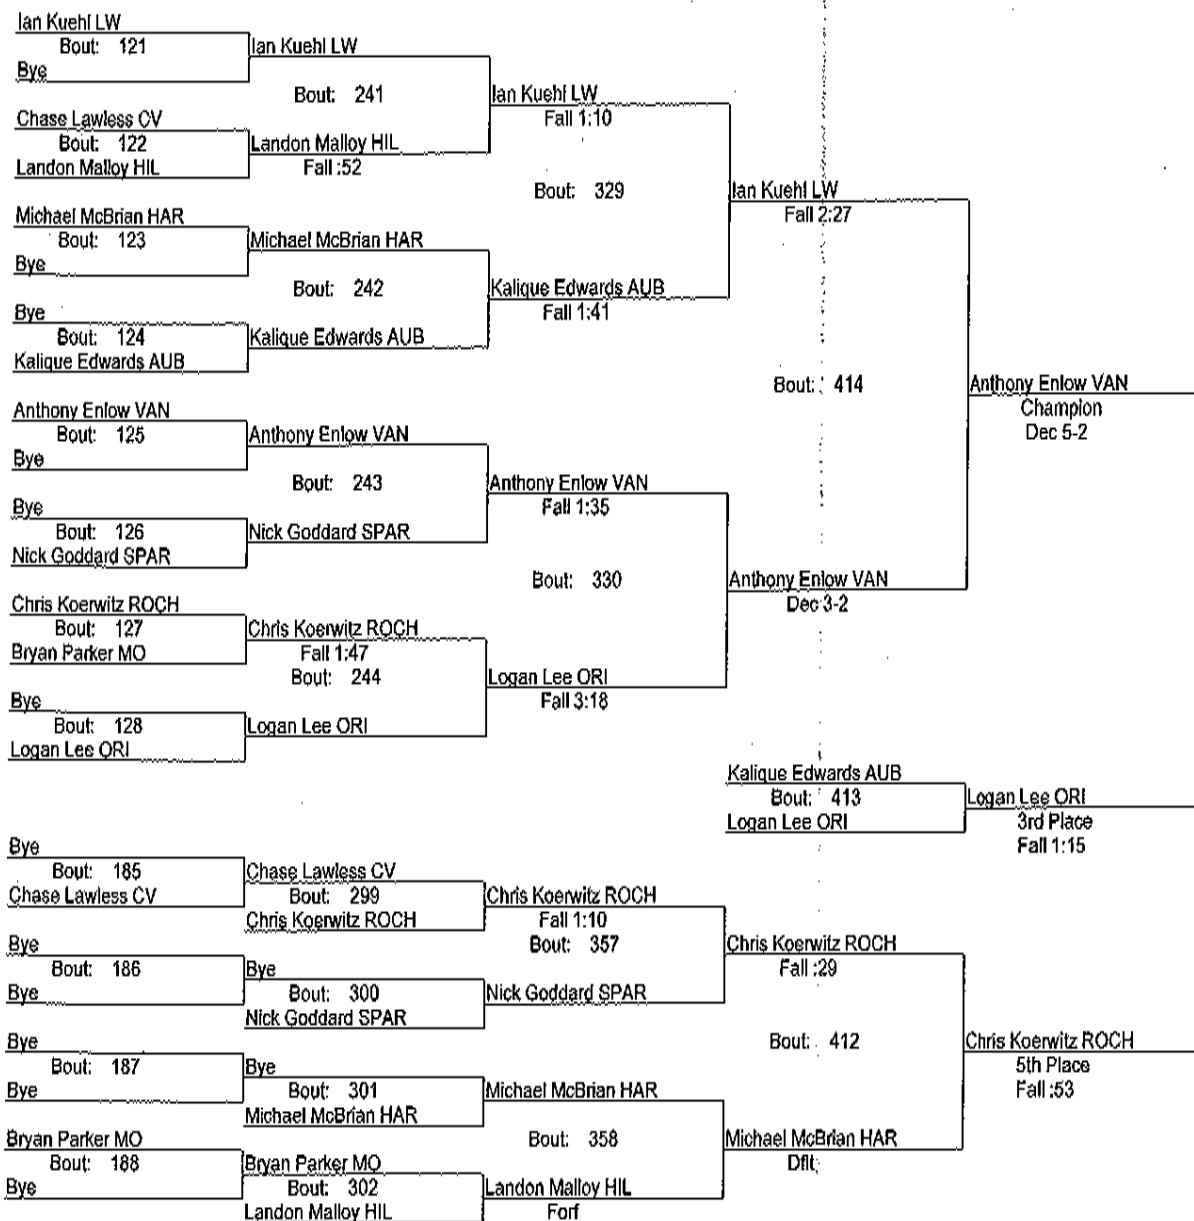 Ian Kuehl LW
Bout: 121
Bye
Ian Kuehl LW
Bout: 241
Chase Lawless CV
Bout: 122
Landon Malloy HIL
Landon Malloy HIL
Fall :52
Ian Kuehl LW
Fall 1:10
Bout: 329
Michael McBrian HAR
Bout: 123
Bye
Michael McBrian HAR
Bout: 242
Bye
Bout: 124
Kalique Edwards AUB
Kalique Edwards AUB
Kalique Edwards AUB
Fall 1:41
Ian Kuehl LW
Fall 2:27
Bout: 414
Anthony Enlow VAN
Champion
Dec 5-2
Anthony Enlow VAN
Bout: 125
Bye
Anthony Enlow VAN
Bout: 243
Bye
Bout: 126
Nick Goddard SPAR
Nick Goddard SPAR
Anthony Enlow VAN
Fall 1:35
Bout: 330
Anthony Enlow VAN
Dec 3-2
Chris Koerwitz ROCH
Bout: 127
Bryan Parker MO
Chris Koerwitz ROCH
Fall 1:47
Bout: 244
Bye
Bout: 128
Logan Lee ORI
Logan Lee ORI
Logan Lee ORI
Fall 3:18
Kalique Edwards AUB
Bout: 413
Logan Lee ORI
Logan Lee ORI
3rd Place
Fall 1:15
Bye
Bout: 185
Chase Lawless CV
Chase Lawless CV
Bout: 299
Chris Koerwitz ROCH
Chris Koerwitz ROCH
Fall 1:10
Bout: 357
Bye
Bout: 186
Bye
Bye
Bout: 300
Nick Goddard SPAR
Nick Goddard SPAR
Chris Koerwitz ROCH
Fall :29
Bout: 412
Chris Koerwitz ROCH
5th Place
Fall :53
Bye
Bout: 187
Bye
Bye
Bout: 301
Michael McBrian HAR
Michael McBrian HAR
Bout: 358
Michael McBrian HAR
Dflt
Bryan Parker MO
Bout: 188
Bye
Bryan Parker MO
Bout: 302
Landon Malloy HIL
Landon Malloy HIL
Forf